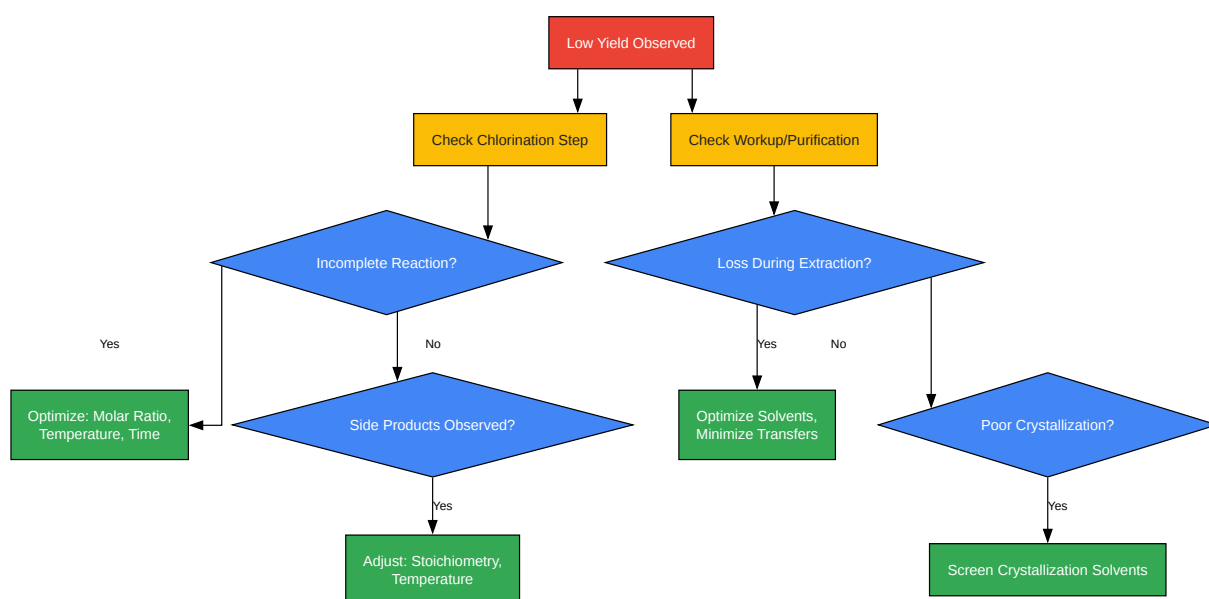 Low Yield Observed
Check Chlorination Step
Check Workup/Purification
Incomplete Reaction?
Loss During Extraction?
Yes
No
Yes
No
Optimize: Molar Ratio,
Temperature, Time
Side Products Observed?
Optimize Solvents,
Minimize Transfers
Poor Crystallization?
Yes
Yes
Adjust: Stoichiometry,
Temperature
Screen Crystallization Solvents